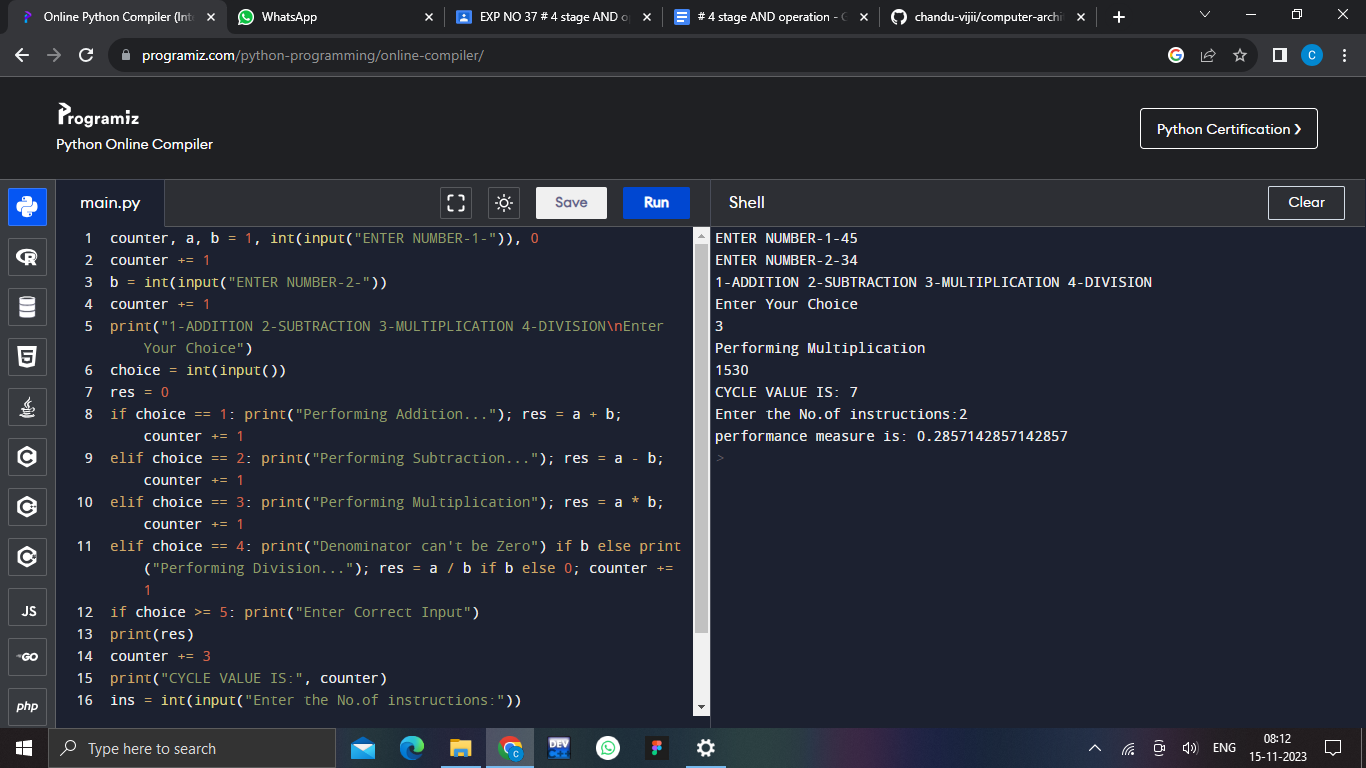 Online Python Compiler (Int
WhatsApp
EXP NO 37 # 4 stage AND o
# 4 stage AND operation - G
chandu-vijii/computer-archi
programiz.com/python-programming/online-compiler/
C
Programiz
Python Online Compiler
Python Certification ❯
main.py
Save
Run
Shell
Clear
1 counter, a, b = 1, int(input("ENTER NUMBER-1-")), 0
2 counter += 1
3 b = int(input("ENTER NUMBER-2-"))
4 counter += 1
5 print("1-ADDITION 2-SUBTRACTION 3-MULTIPLICATION 4-DIVISION\nEnter
Your Choice")
6 choice = int(input())
7 res = 0
8 if choice == 1: print("Performing Addition..."); res = a + b;
counter += 1
9 elif choice == 2: print("Performing Subtraction..."); res = a - b;
counter += 1
10 elif choice == 3: print("Performing Multiplication"); res = a * b;
counter += 1
11 elif choice == 4: print("Denominator can't be Zero") if b else print
("Performing Division..."); res = a / b if b else 0; counter +=
1
12 if choice >= 5: print("Enter Correct Input")
13 print(res)
14 counter += 3
15 print("CYCLE VALUE IS:", counter)
16 ins = int(input("Enter the No.of instructions:"))
ENTER NUMBER-1-45
ENTER NUMBER-2-34
1-ADDITION 2-SUBTRACTION 3-MULTIPLICATION 4-DIVISION
Enter Your Choice
3
Performing Multiplication
1530
CYCLE VALUE IS: 7
Enter the No.of instructions:2
performance measure is: 0.2857142857142857
>
R
5
C
C
C
JS
GO
php
Type here to search
C
DEV
ENG
08:12
15-11-2023